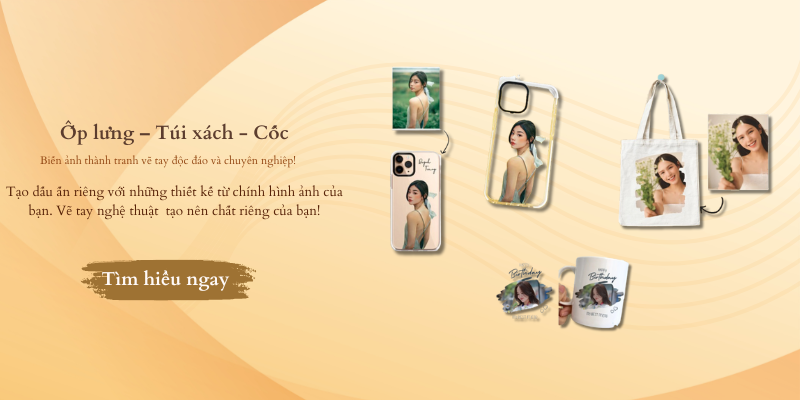 Ốp lưng – Túi xách - Cốc
Biến ảnh thành tranh vẽ tay độc đáo và chuyên nghiệp!
Tạo dấu ấn riêng với những thiết kế từ chính hình ảnh của
bạn. Vẽ tay nghệ thuật tạo nên chất riêng của bạn!
Tìm hiểu ngay
Birthday
Birthday